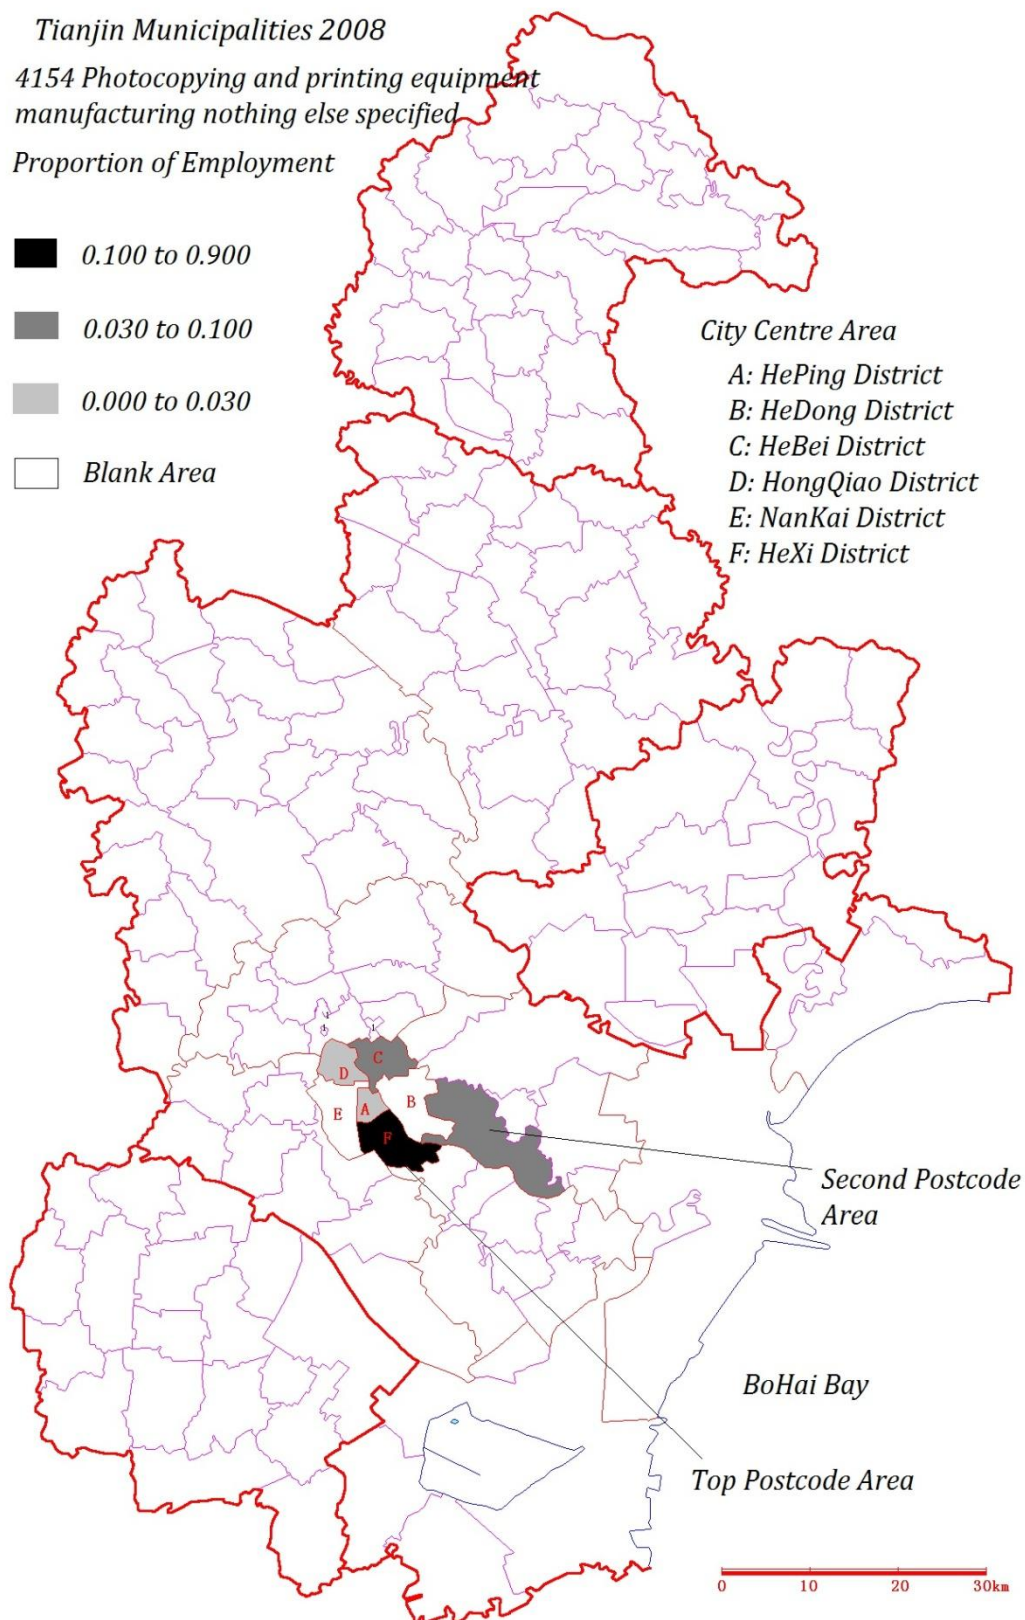 Tianjin Municipalities 2008
4154 Photocopying and printing equipment
manufacturing nothing else specified
Proportion of Employment
0.100 to 0.900
0.030 to 0.100
0.000 to 0.030
Blank Area
City Centre Area
A: HePing District
B: HeDong District
C: HeBei District
D: HongQiao District
E: NanKai District
F: HeXi District
1
1
1
C
D
E
A
B
F
Second Postcode
Area
BoHai Bay
Top Postcode Area
0 10 20 30km